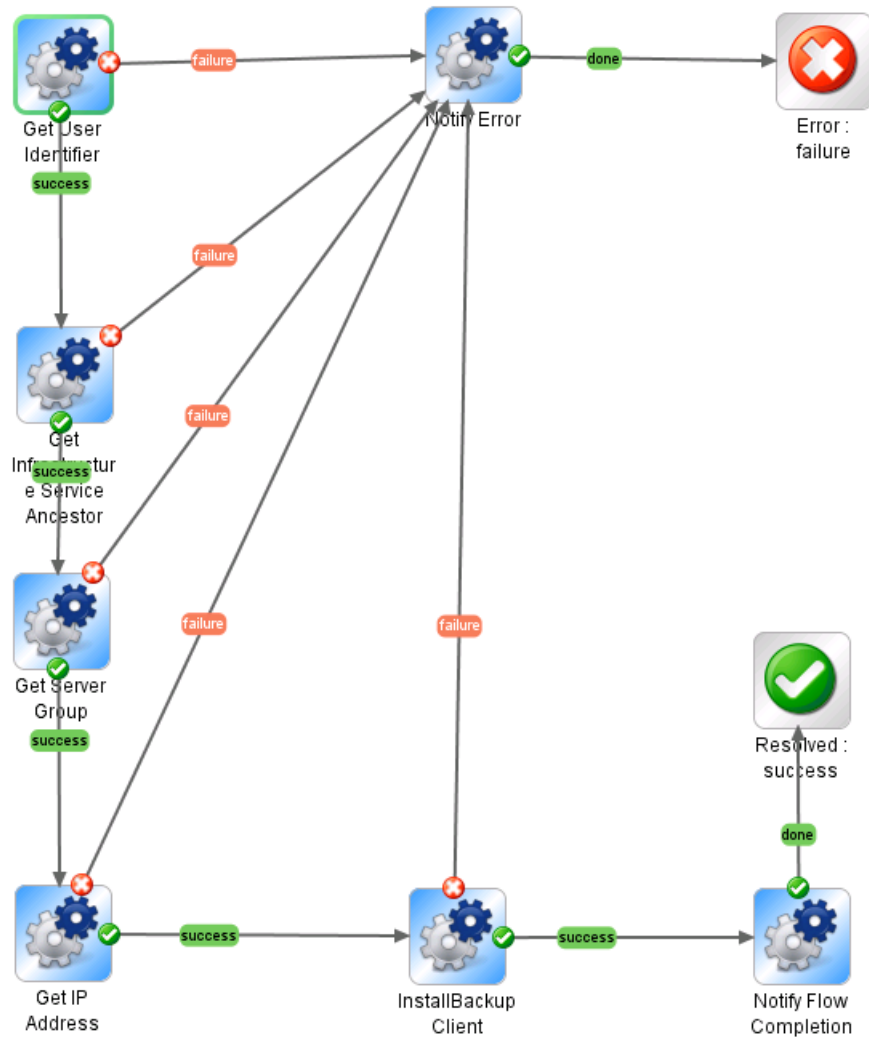 failure
Notify Error
done
Error :
failure
Get User
Identifier
success
failure
Get
Infrastructur
e Service
Ancestor
success
failure
Get Server
Group
success
failure
failure
Resolved :
success
done
Get IP
Address
success
InstallBackup
Client
success
Notify Flow
Completion